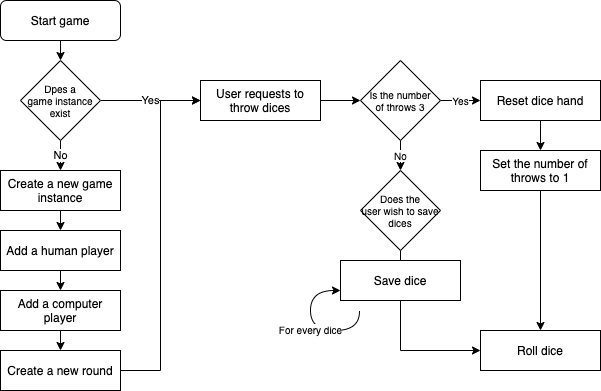 Start game
Dpes a
game instance
exist
Yes
No
Create a new game
instance
Add a human player
Add a computer
player
Create a new round
User requests to
throw dices
Is the number
of throws 3
Yes
No
Reset dice hand
Set the number of
throws to 1
Does the
user wish to save
dices
Save dice
For every dice
Roll dice